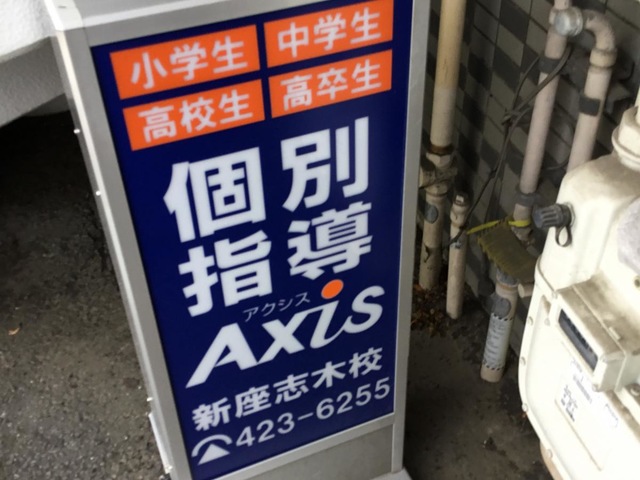 小学生 中学生
高校生 高卒生
個別
指導
アクシス
Axis
新座志木校
☎423-6255